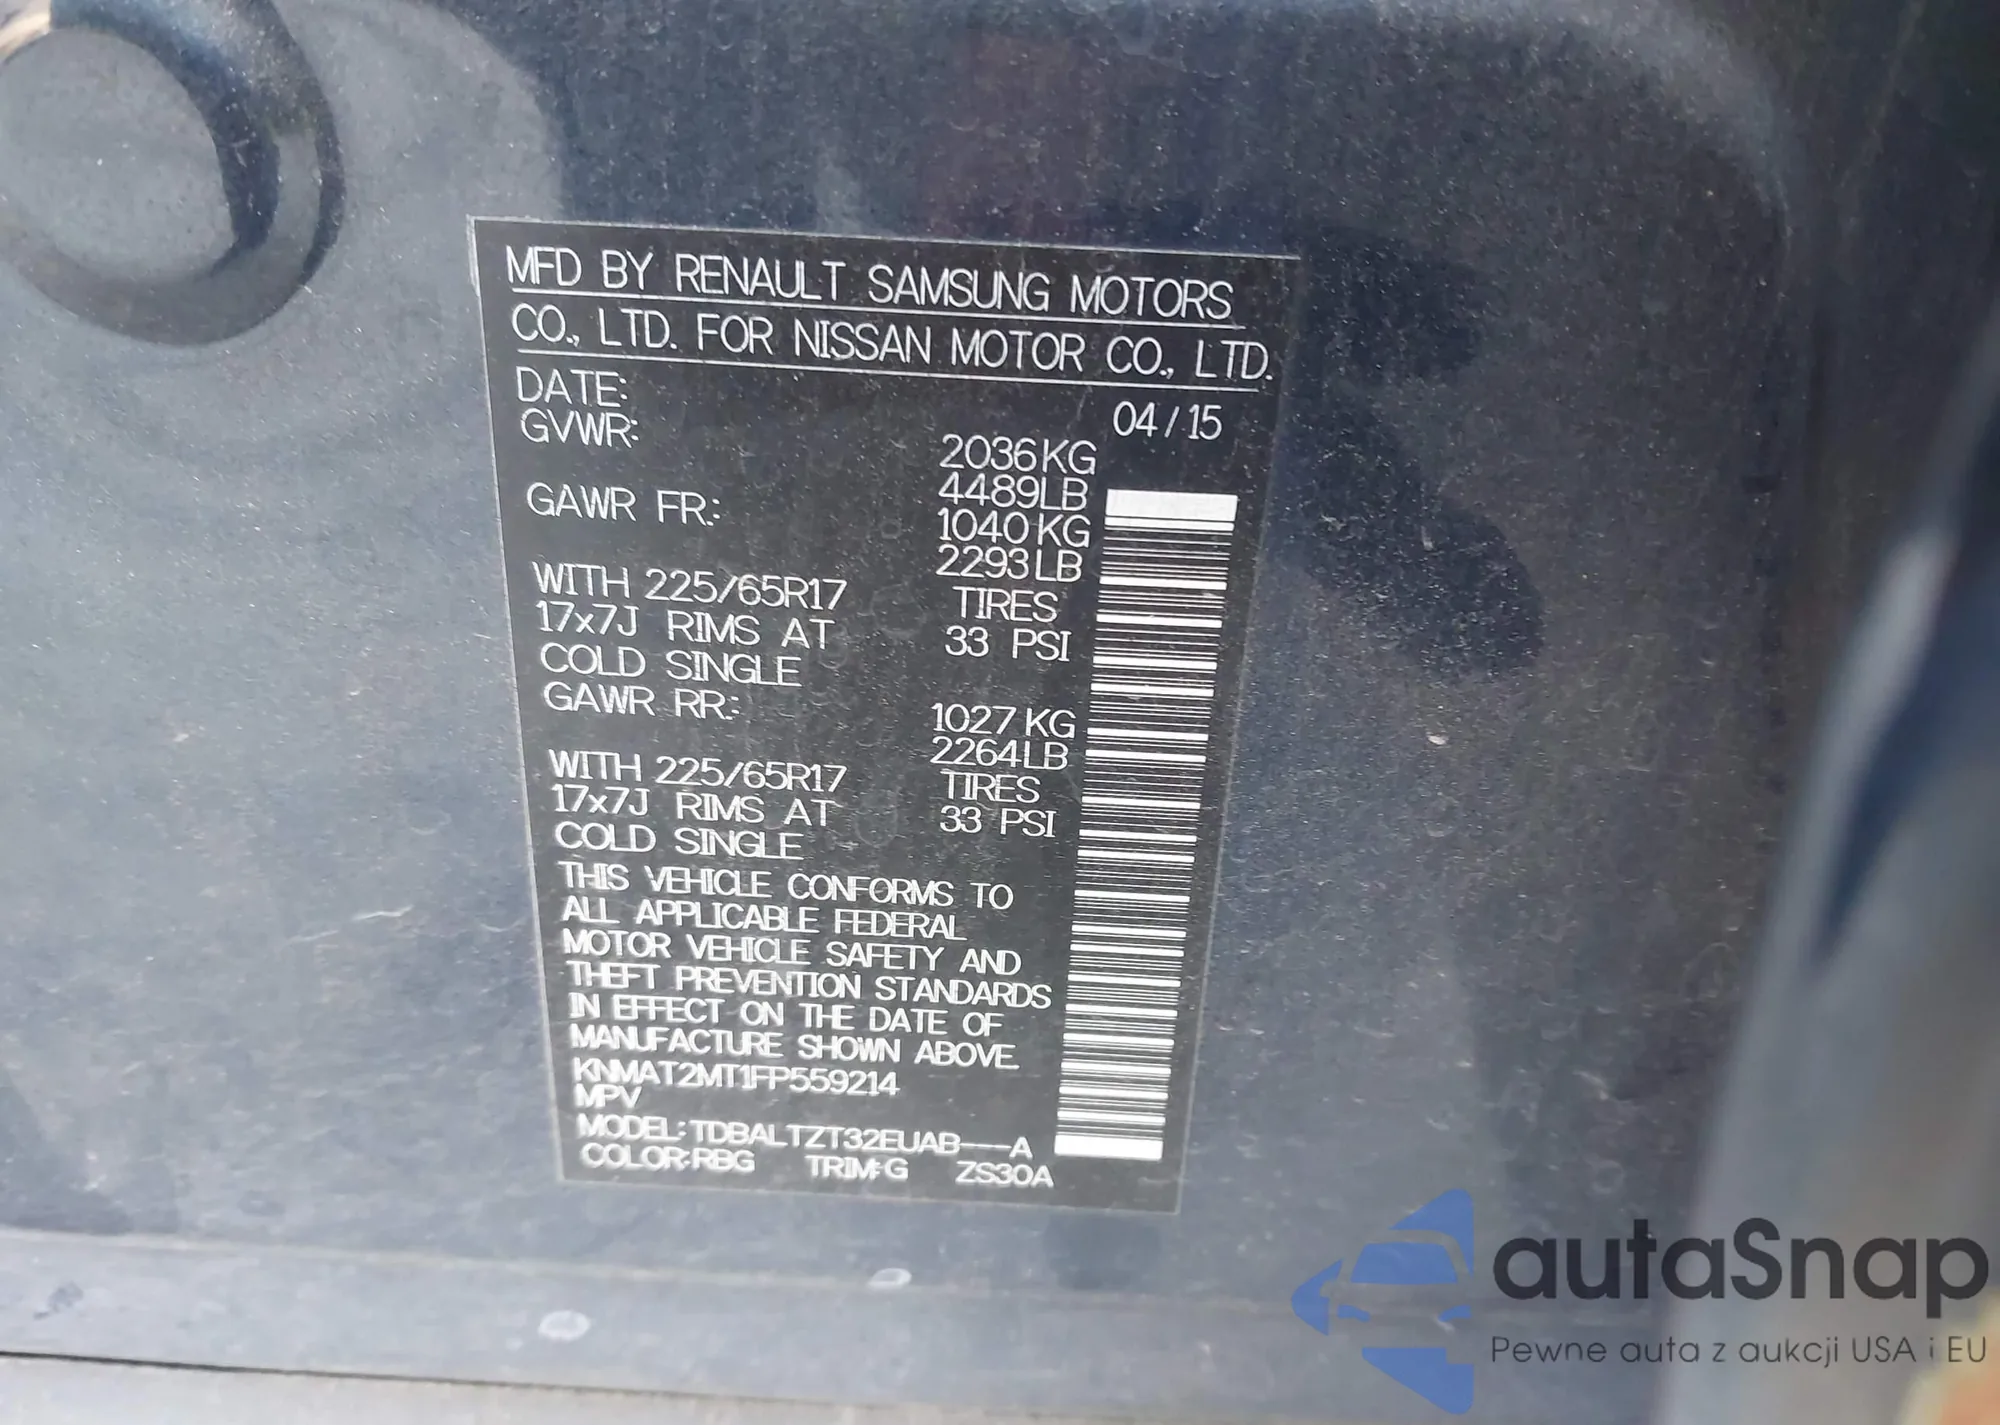 MFD BY RENAULT SAMSUNG MOTORS
CO., LTD. FOR NISSAN MOTOR CO., LTD.
DATE: 04/15
GVWR: 2036KG
4489LB
GAWR FR.: 1040KG
2293LB
WITH 225/65R17 TIRES
17x7J RIMS AT 33 PSI
COLD SINGLE
GAWR RR.: 1027KG
2264LB
WITH 225/65R17 TIRES
17x7J RIMS AT 33 PSI
COLD SINGLE
THIS VEHICLE CONFORMS TO
ALL APPLICABLE FEDERAL
MOTOR VEHICLE SAFETY AND
THEFT PREVENTION STANDARDS
IN EFFECT ON THE DATE OF
MANUFACTURE SHOWN ABOVE.
KNMAT2MT1FP559214
MPV
MODEL:TDBALTZT32EUAB---A
COLOR:RBG TRIM:G ZS30A
autaSnap
Pewne auta z aukcji USA i EU